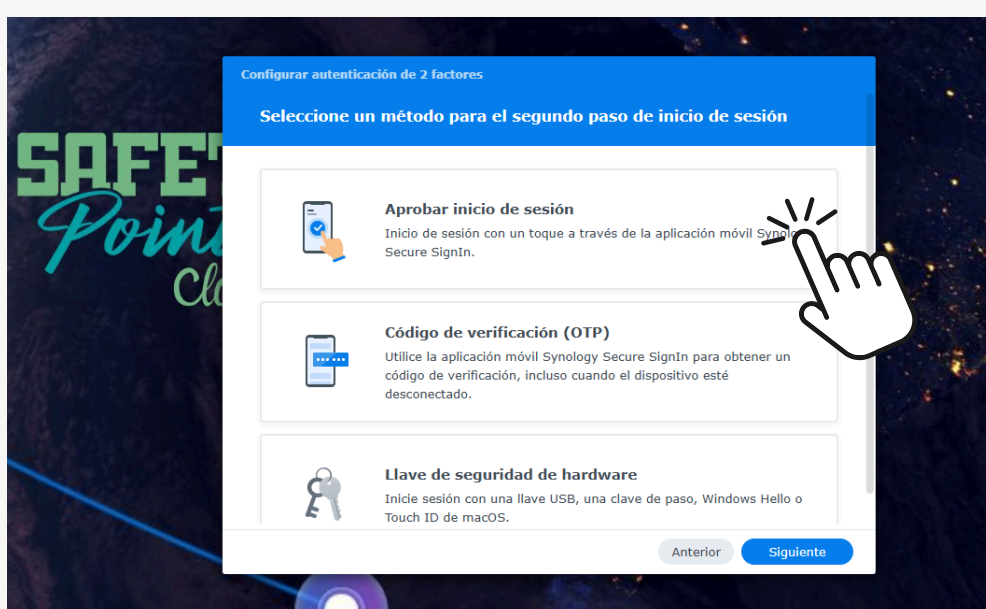 Configurar autenticación de 2 factores
Seleccione un método para el segundo paso de inicio de sesión
Aprobar inicio de sesión
Inicio de sesión con un toque a través de la aplicación móvil
Secure SignIn.
Código de verificación (OTP)
Utilice la aplicación móvil Synology Secure SignIn para obtener un
código de verificación, incluso cuando el dispositivo esté
desconectado.
Llave de seguridad de hardware
Inicie sesión con una llave USB, una clave de paso, Windows Hello o
Touch ID de macOS.
Anterior
Siguiente